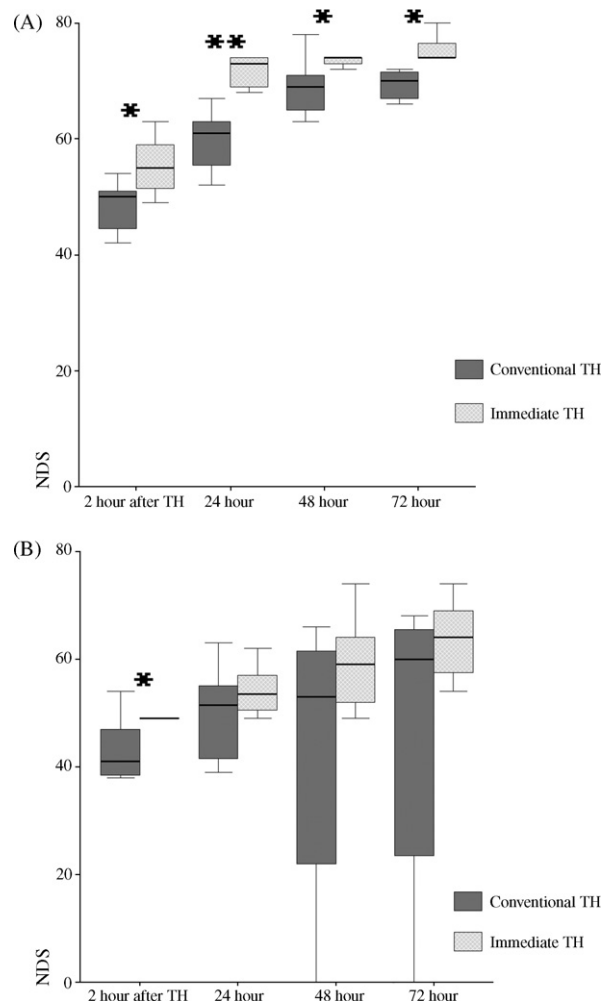 (A)
80
60
40
20
0
NDS
Conventional TH
Immediate TH
2 hour after TH 24 hour 48 hour 72 hour
(B)
80
60
40
20
0
NDS
Conventional TH
Immediate TH
2 hour after TH 24 hour 48 hour 72 hour